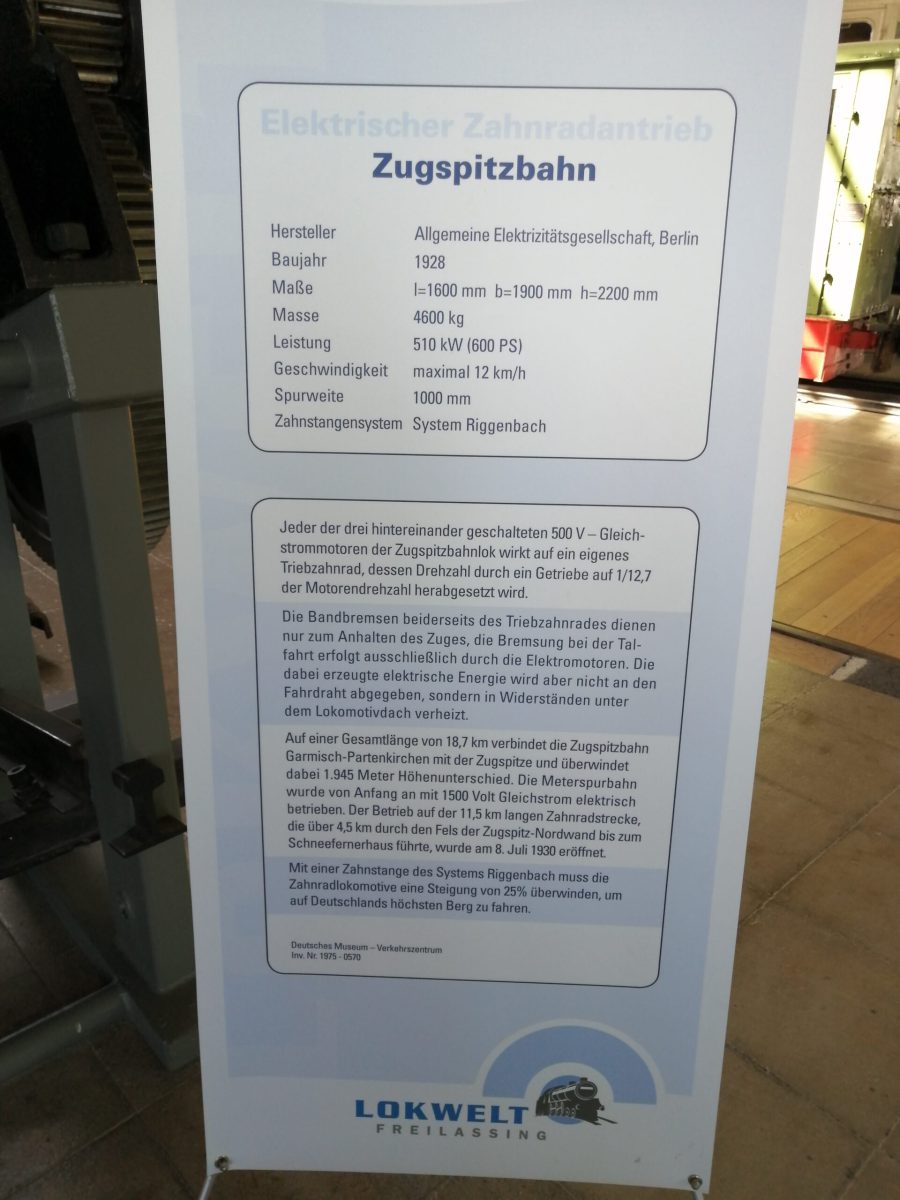 Elektrischer Zahnradantrieb
Zugspitzbahn
Hersteller Allgemeine Elektrizitätsgesellschaft, Berlin
Baujahr 1928
Maße l=1600 mm b=1900 mm h=2200 mm
Masse 4600 kg
Leistung 510 kW (600 PS)
Geschwindigkeit maximal 12 km/h
Spurweite 1000 mm
Zahnstangensystem System Riggenbach
Jeder der drei hintereinander geschalteten 500 V – Gleich-
strommotoren der Zugspitzbahnlok wirkt auf ein eigenes
Triebzahnrad, dessen Drehzahl durch ein Getriebe auf 1/12,7
der Motorendrehzahl herabgesetzt wird.
Die Bandbremsen beiderseits des Triebzahnrades dienen
nur zum Anhalten des Zuges, die Bremsung bei der Tal-
fahrt erfolgt ausschließlich durch die Elektromotoren. Die
dabei erzeugte elektrische Energie wird aber nicht an den
Fahrdraht abgegeben, sondern in Widerständen unter
dem Lokomotivdach verheizt.
Auf einer Gesamtlänge von 18,7 km verbindet die Zugspitzbahn
Garmisch-Partenkirchen mit der Zugspitze und überwindet
dabei 1.945 Meter Höhenunterschied. Die Meterspurbahn
wurde von Anfang an mit 1500 Volt Gleichstrom elektrisch
betrieben. Der Betrieb auf der 11,5 km langen Zahnradstrecke,
die über 4,5 km durch den Fels der Zugspitz-Nordwand bis zum
Schneefernerhaus führte, wurde am 8. Juli 1930 eröffnet.
Mit einer Zahnstange des Systems Riggenbach muss die
Zahnradlokomotive eine Steigung von 25% überwinden, um
auf Deutschlands höchsten Berg zu fahren.
Deutsches Museum – Verkehrszentrum
Inv. Nr. 1975 - 0570
LOKWELT
FREILASSING